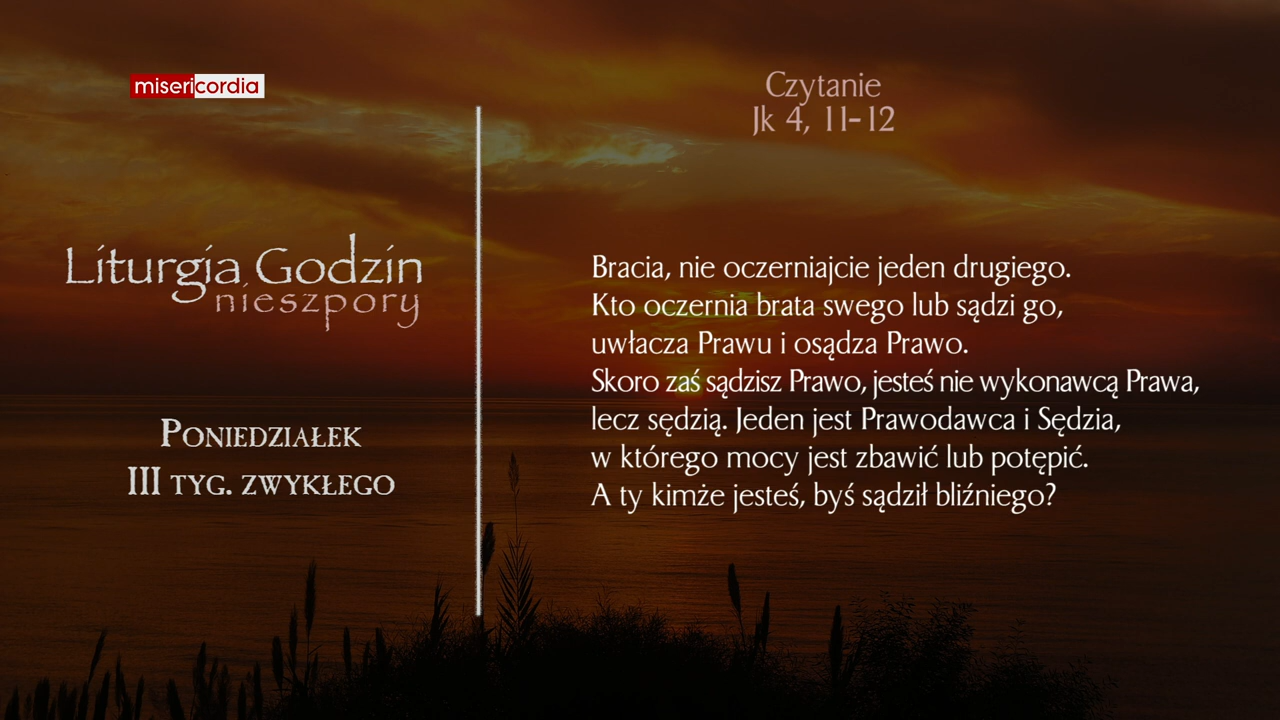 misericordia
Liturgia Godzin
nieszpory
Poniedziałek
III tyg. zwykłego
Czytanie
Jk 4, 11-12
Bracia, nie oczerniajcie jeden drugiego.
Kto oczernia brata swego lub sądzi go,
uwłacza Prawu i osądza Prawo.
Skoro zaś sądzisz Prawo, jesteś nie wykonawcą Prawa,
lecz sędzią. Jeden jest Prawodawca i Sędzia,
w którego mocy jest zbawić lub potępić.
A ty kimże jesteś, byś sądził bliźniego?